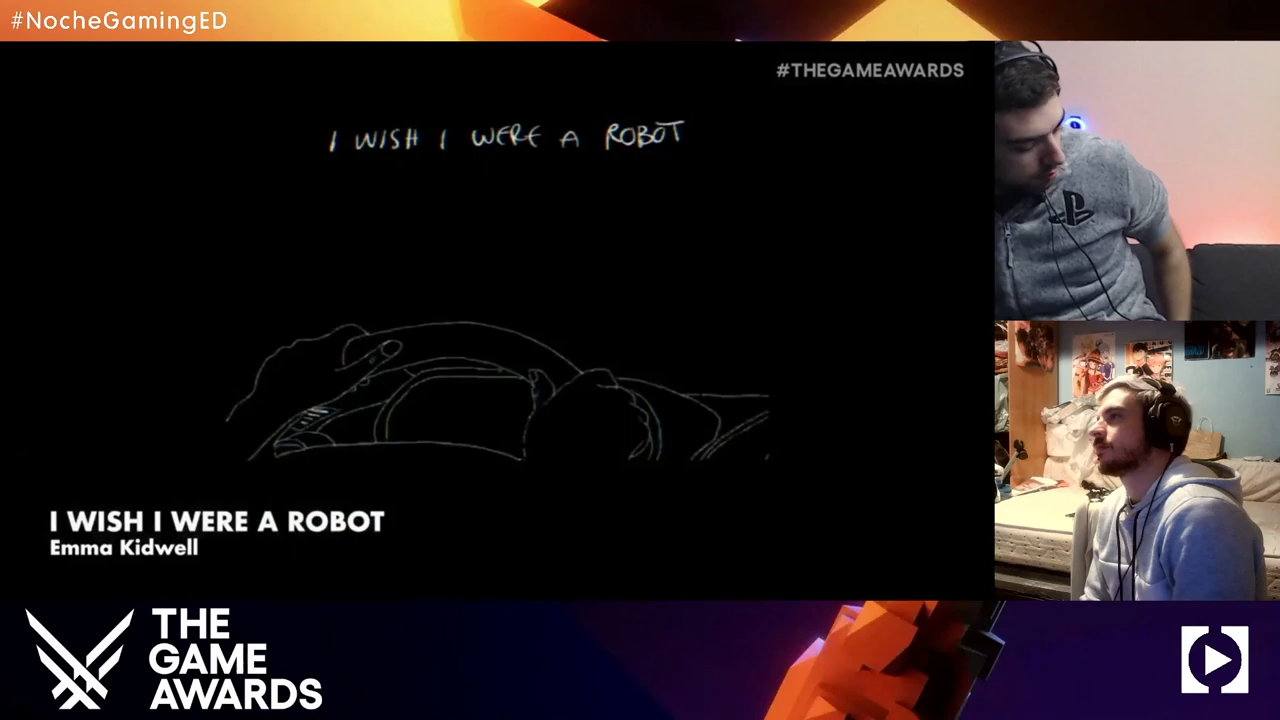 #NocheGamingED
#THEGAMEAWARDS
I WISH I WERE A ROBOT
I WISH I WERE A ROBOT
Emma Kidwell
THE
GAME
AWARDS